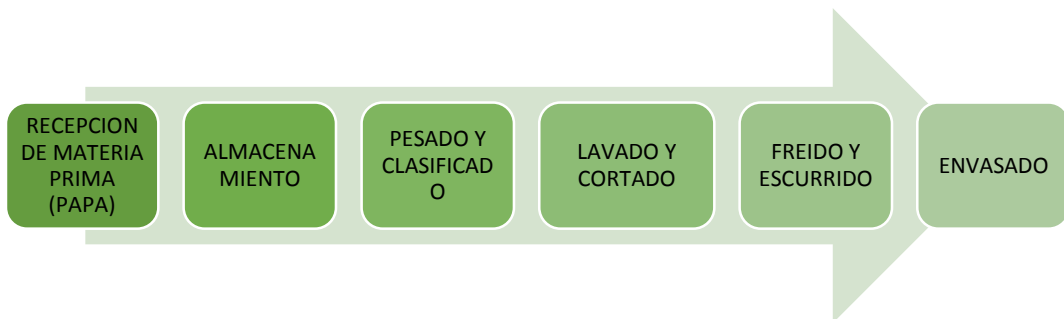 RECEPCION
DE MATERIA
PRIMA
(PAPA)
ALMACENA
MIENTO
PESADO Y
CLASIFICAD
O
LAVADO Y
CORTADO
FREIDO Y
ESCURRIDO
ENVASADO